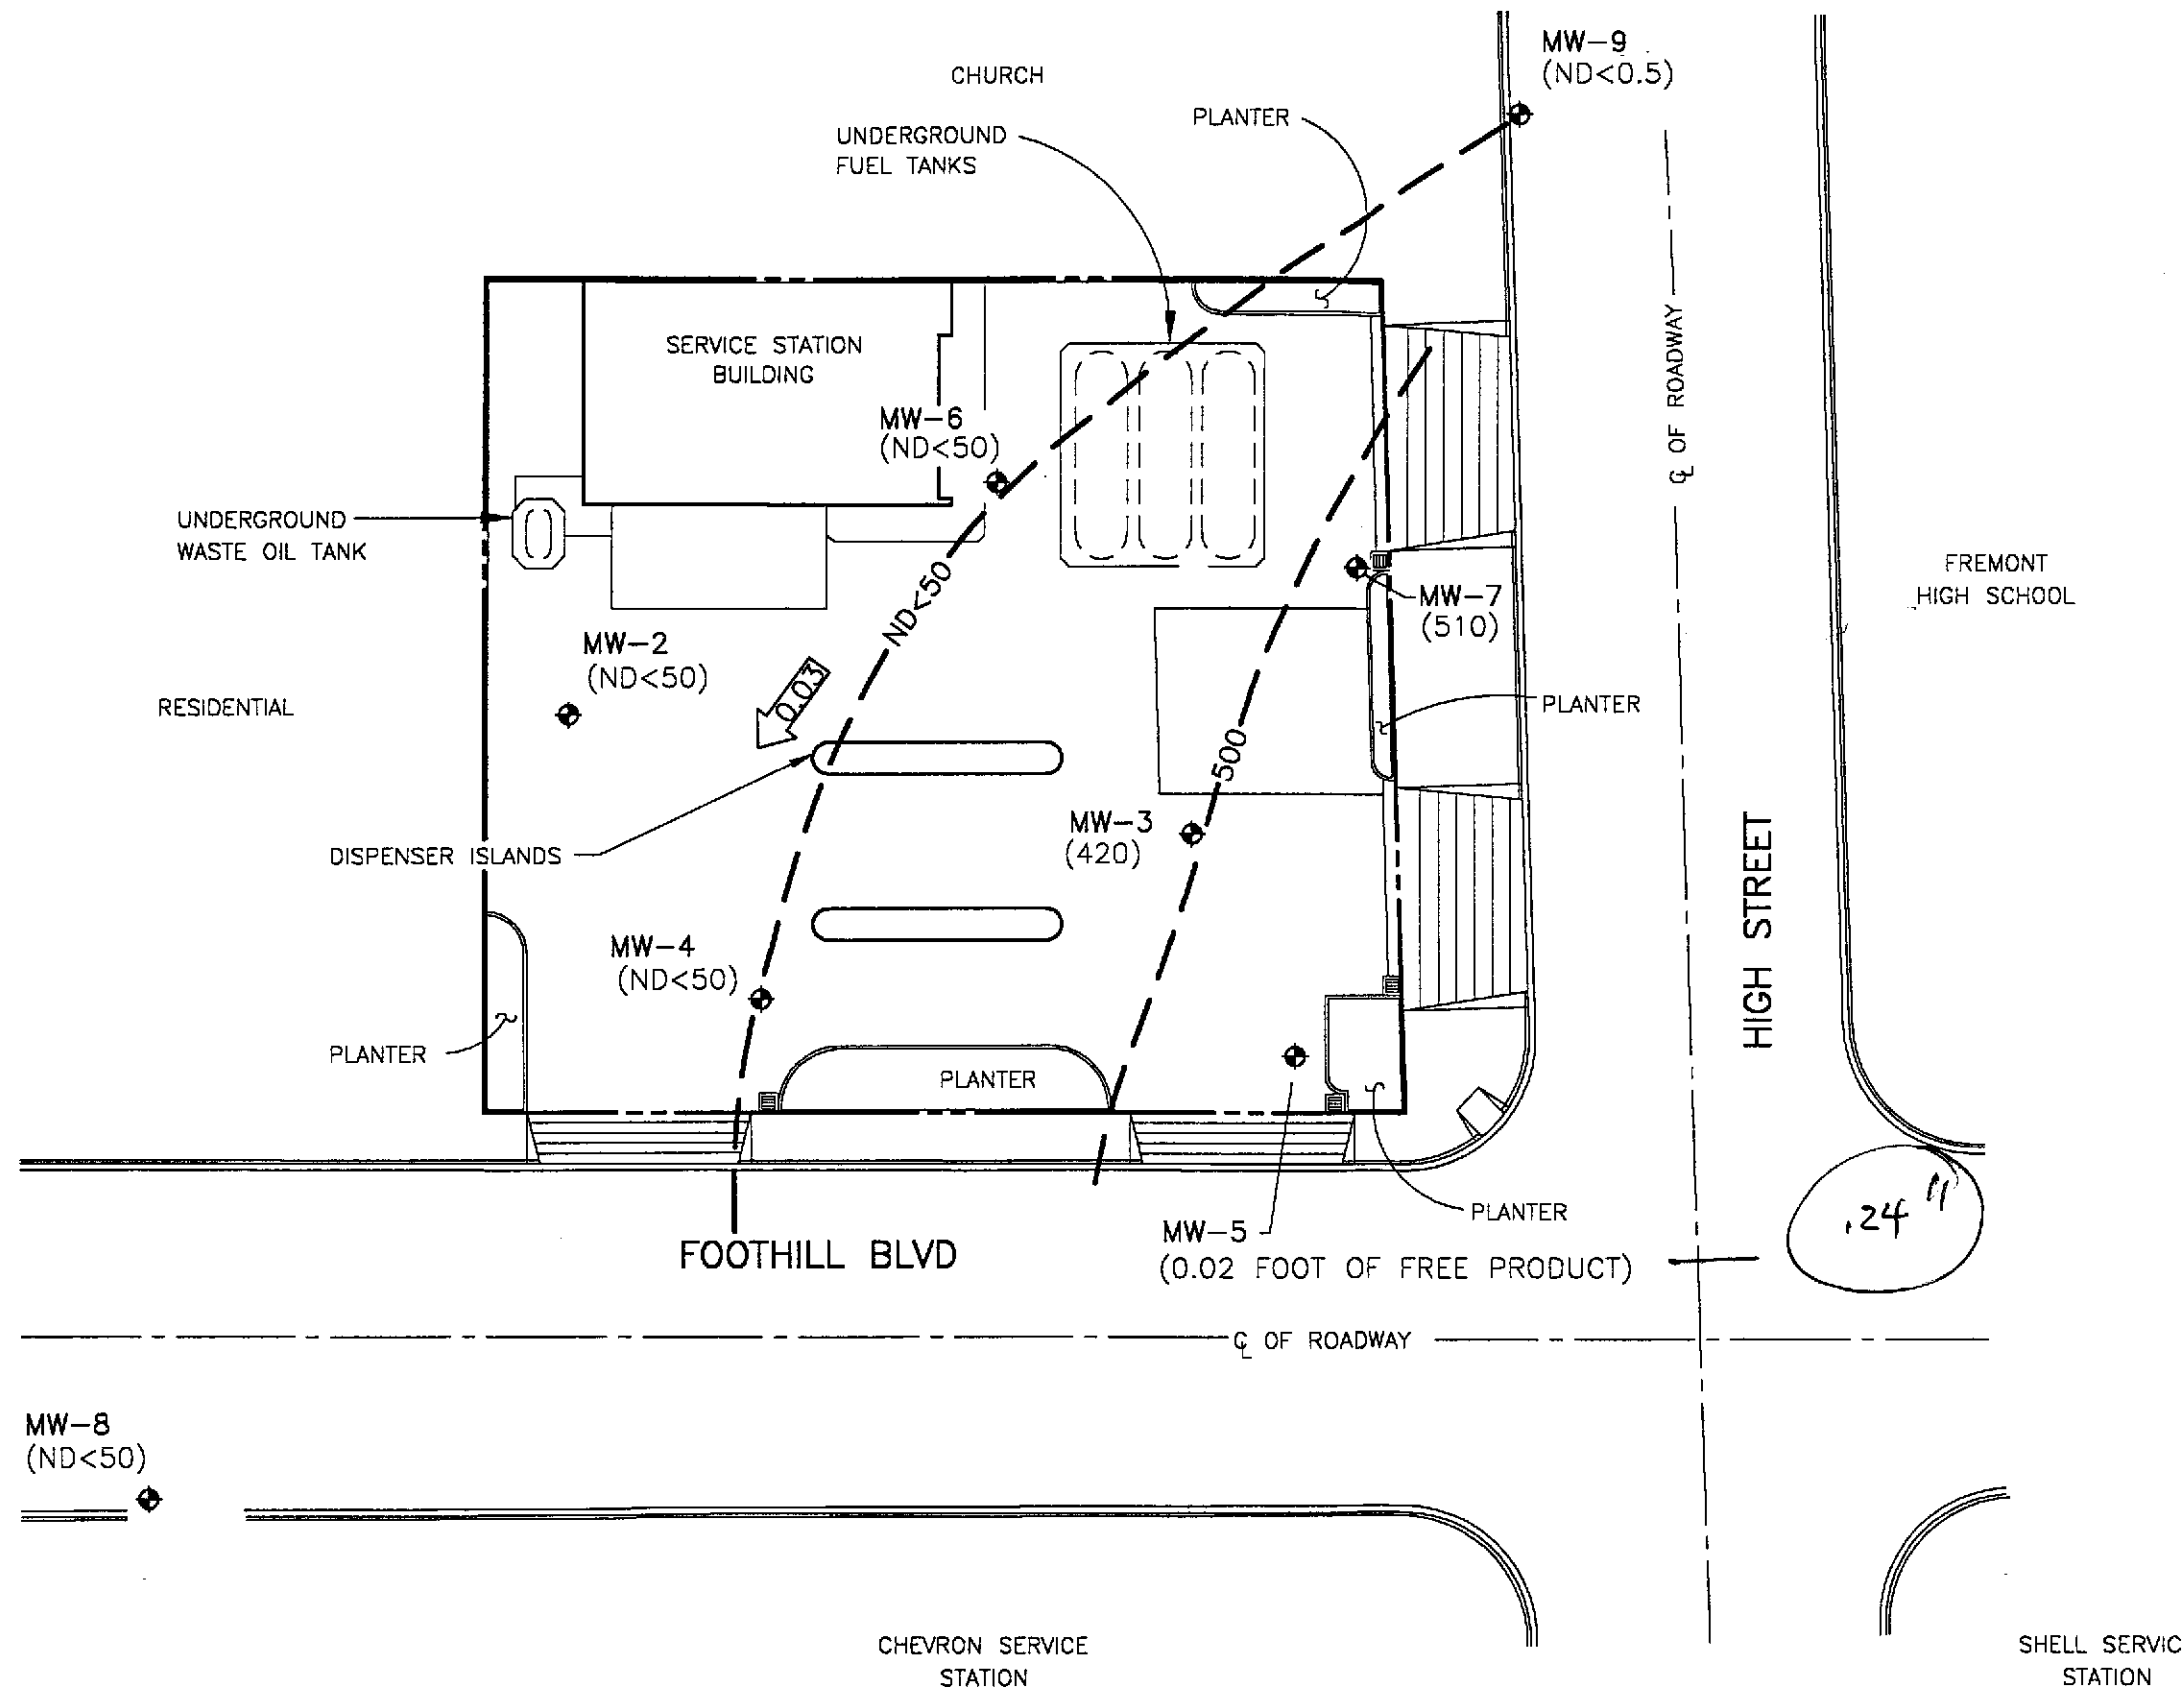 MW-9
(ND<0.5)
CHURCH
PLANTER
UNDERGROUND
FUEL TANKS
SERVICE STATION
BUILDING
MW-6
(ND<50)
℄ OF ROADWAY
UNDERGROUND
WASTE OIL TANK
FREMONT
HIGH SCHOOL
MW-7
(510)
ND<50
MW-2
(ND<50)
0.03
RESIDENTIAL
PLANTER
500
MW-3
(420)
DISPENSER ISLANDS
HIGH STREET
MW-4
(ND<50)
PLANTER
PLANTER
PLANTER
.24"
MW-5
(0.02 FOOT OF FREE PRODUCT)
FOOTHILL BLVD
℄ OF ROADWAY
MW-8
(ND<50)
CHEVRON SERVICE
STATION
SHELL SERVIC
STATION